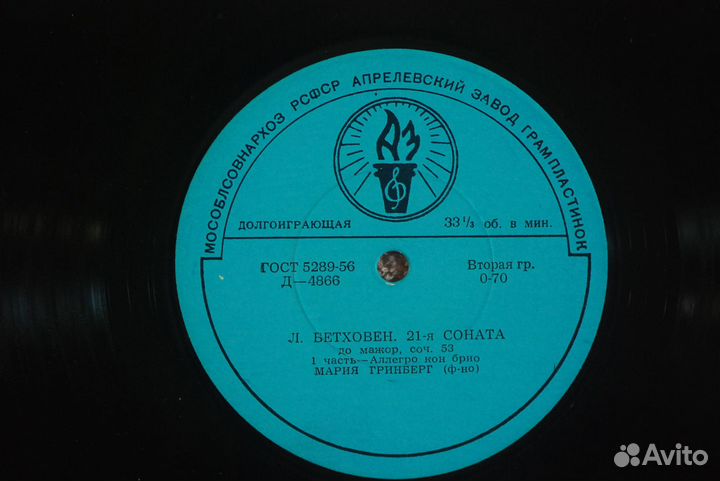 МОСОБЛСОВНАРХОЗ РСФСР АПРЕЛЕВСКИЙ ЗАВОД ГРАМПЛАСТИНОК
АЗ
ДОЛГОИГРАЮЩАЯ 33 1/3 об. в мин.
ГОСТ 5289-56 Вторая гр.
Д—4866 0-70
Л. БЕТХОВЕН. 21-я СОНАТА
до мажор, соч. 53
1 часть—Аллегро кон брио
МАРИЯ ГРИНБЕРГ (ф-но)
Avito